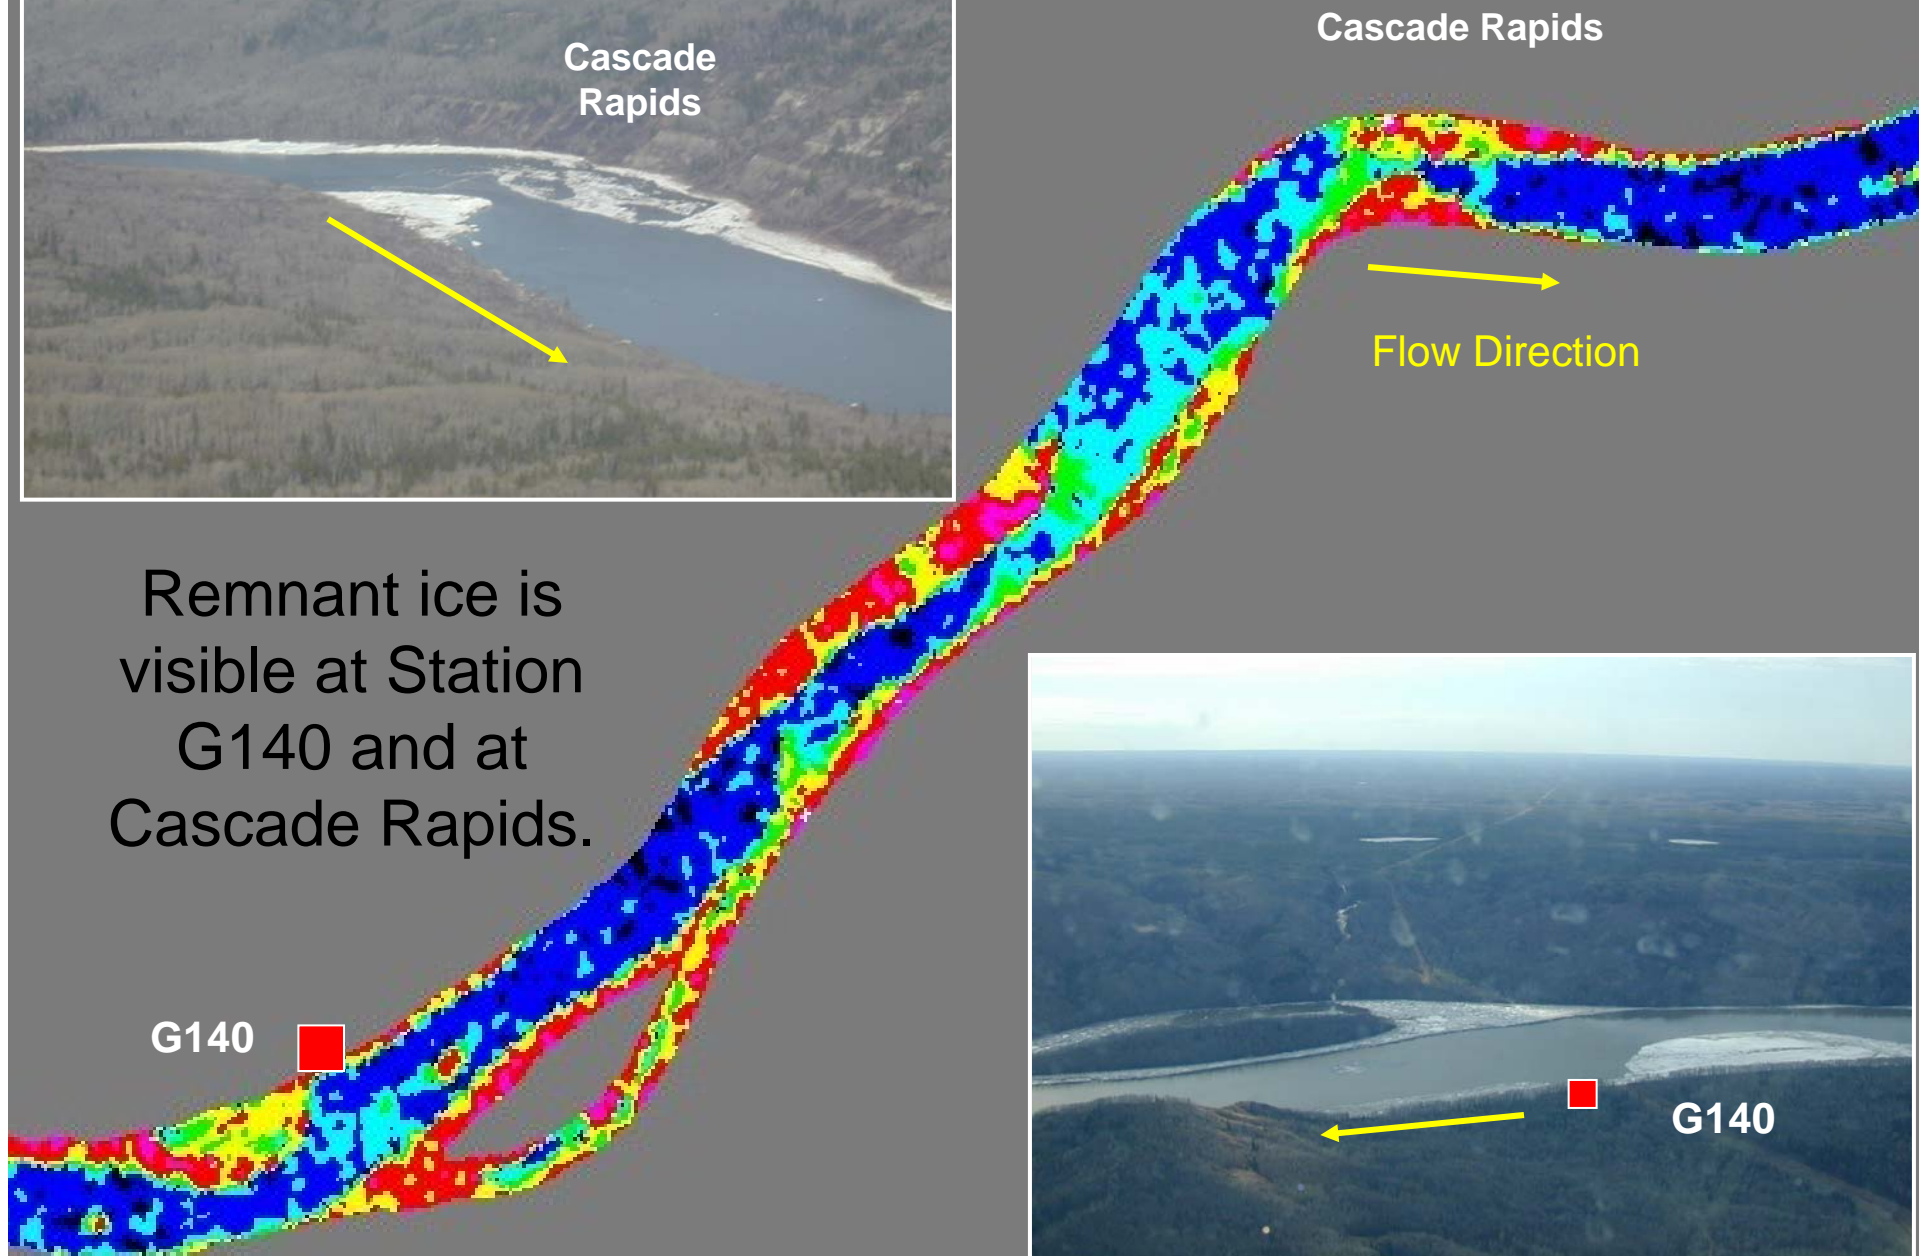 Cascade
Rapids
Cascade Rapids
Flow Direction
Remnant ice is
visible at Station
G140 and at
Cascade Rapids.
G140
G140